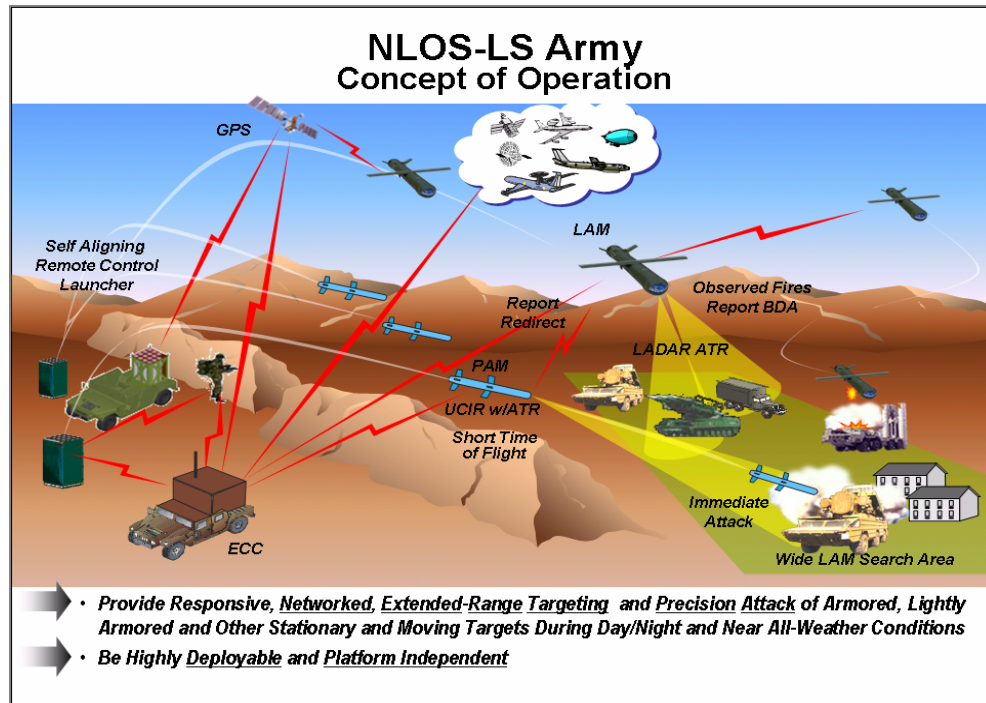 NLOS-LS Army
Concept of Operation
GPS
LAM
Self Aligning
Remote Control
Launcher
Observed Fires
Report BDA
Report
Redirect
LADAR ATR
PAM
UCIR w/ATR
Short Time
of Flight
Immediate
Attack
ECC
Wide LAM Search Area
• Provide Responsive, Networked, Extended-Range Targeting and Precision Attack of Armored, Lightly
Armored and Other Stationary and Moving Targets During Day/Night and Near All-Weather Conditions
• Be Highly Deployable and Platform Independent